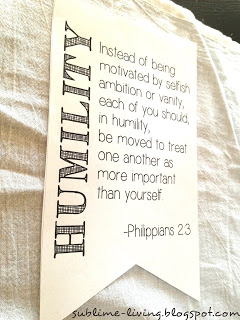 HUMILITY
Instead of being
motivated by selfish
ambition or vanity,
each of you should,
in humility,
be moved to treat
one another as
more important
than yourself.
-Philippians 2:3
sublime-living.blogspot.com